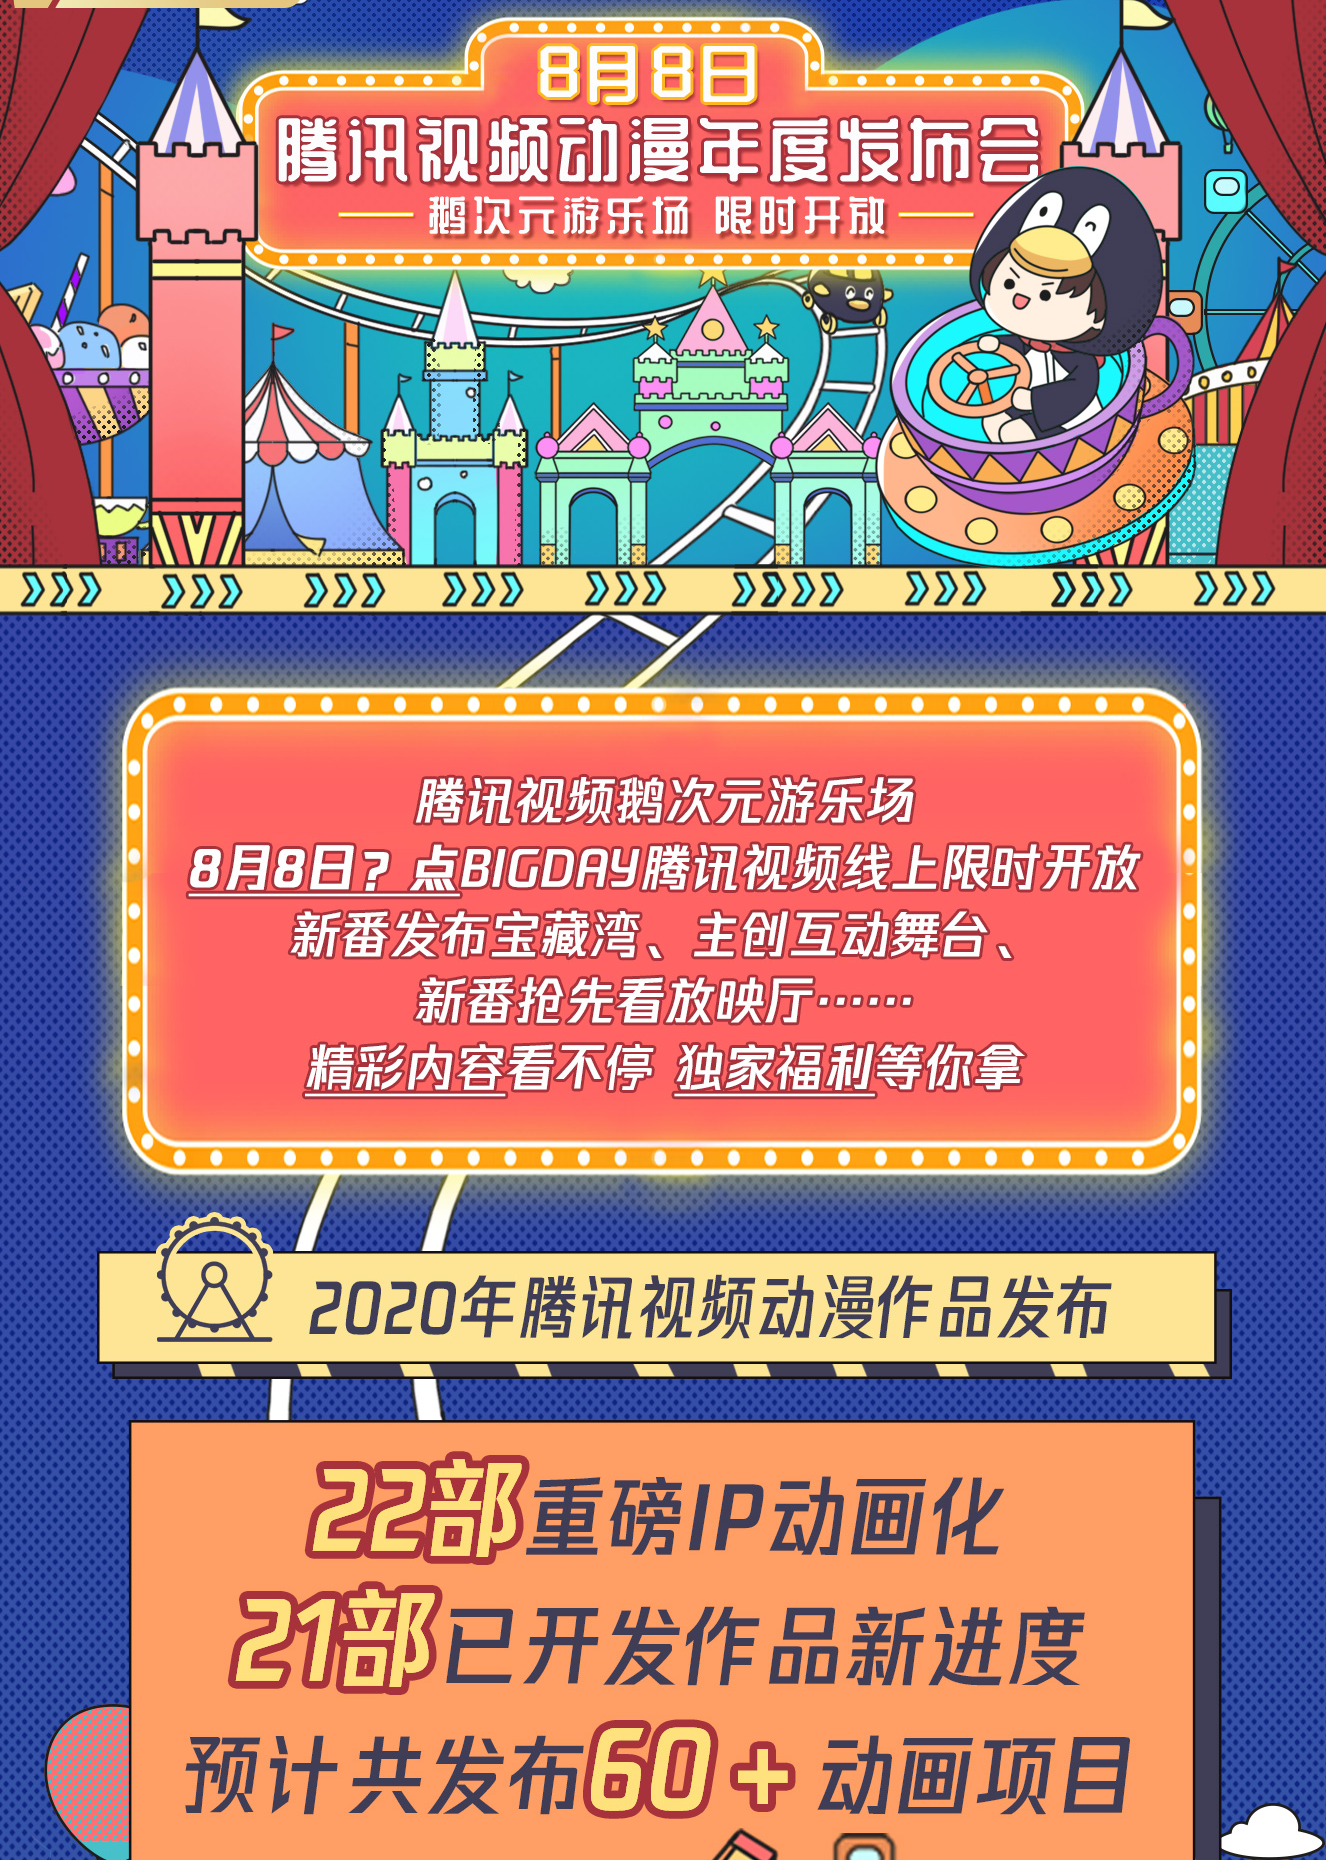 8月8日
腾讯视频动漫年度发布会
鹅次元游乐场 限时开放
腾讯视频鹅次元游乐场
8月8日？点BIGDAY腾讯视频线上限时开放
新番发布宝藏湾、主创互动舞台、
新番抢先看放映厅……
精彩内容看不停 独家福利等你拿
2020年腾讯视频动漫作品发布
22部重磅IP动画化
21部已开发作品新进度
预计共发布60+动画项目